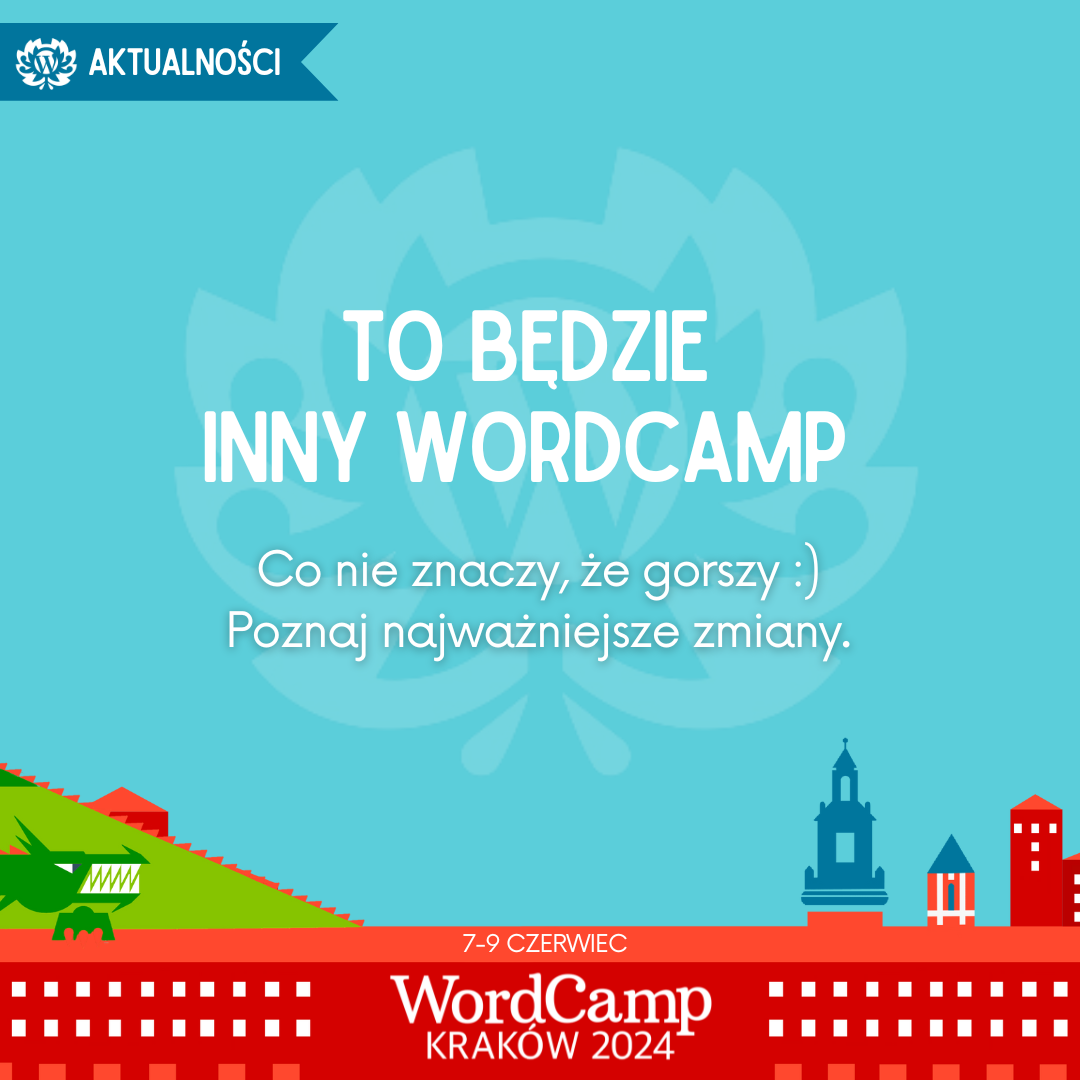 AKTUALNOŚCI
TO BĘDZIE
INNY WORDCAMP
Co nie znaczy, że gorszy :)
Poznaj najważniejsze zmiany.
7-9 CZERWIEC
WordCamp
KRAKÓW 2024